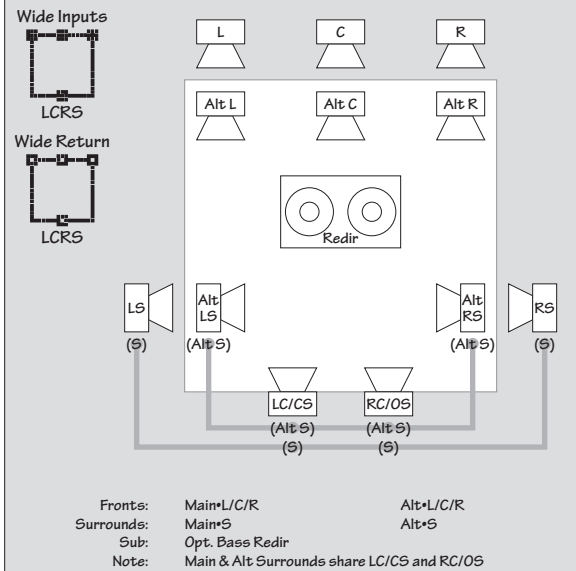 Wide Inputs
LCRS
Wide Return
LCRS
L C R
Alt L Alt C Alt R
Redir
LS Alt LS Alt RS RS
(S) (Alt S) (Alt S) (S)
LC/CS RC/OS
(Alt S) (Alt S)
(S) (S)
Fronts: Main•L/C/R Alt•L/C/R
Surrounds: Main•S Alt•S
Sub: Opt. Bass Redir
Note: Main & Alt Surrounds share LC/CS and RC/OS